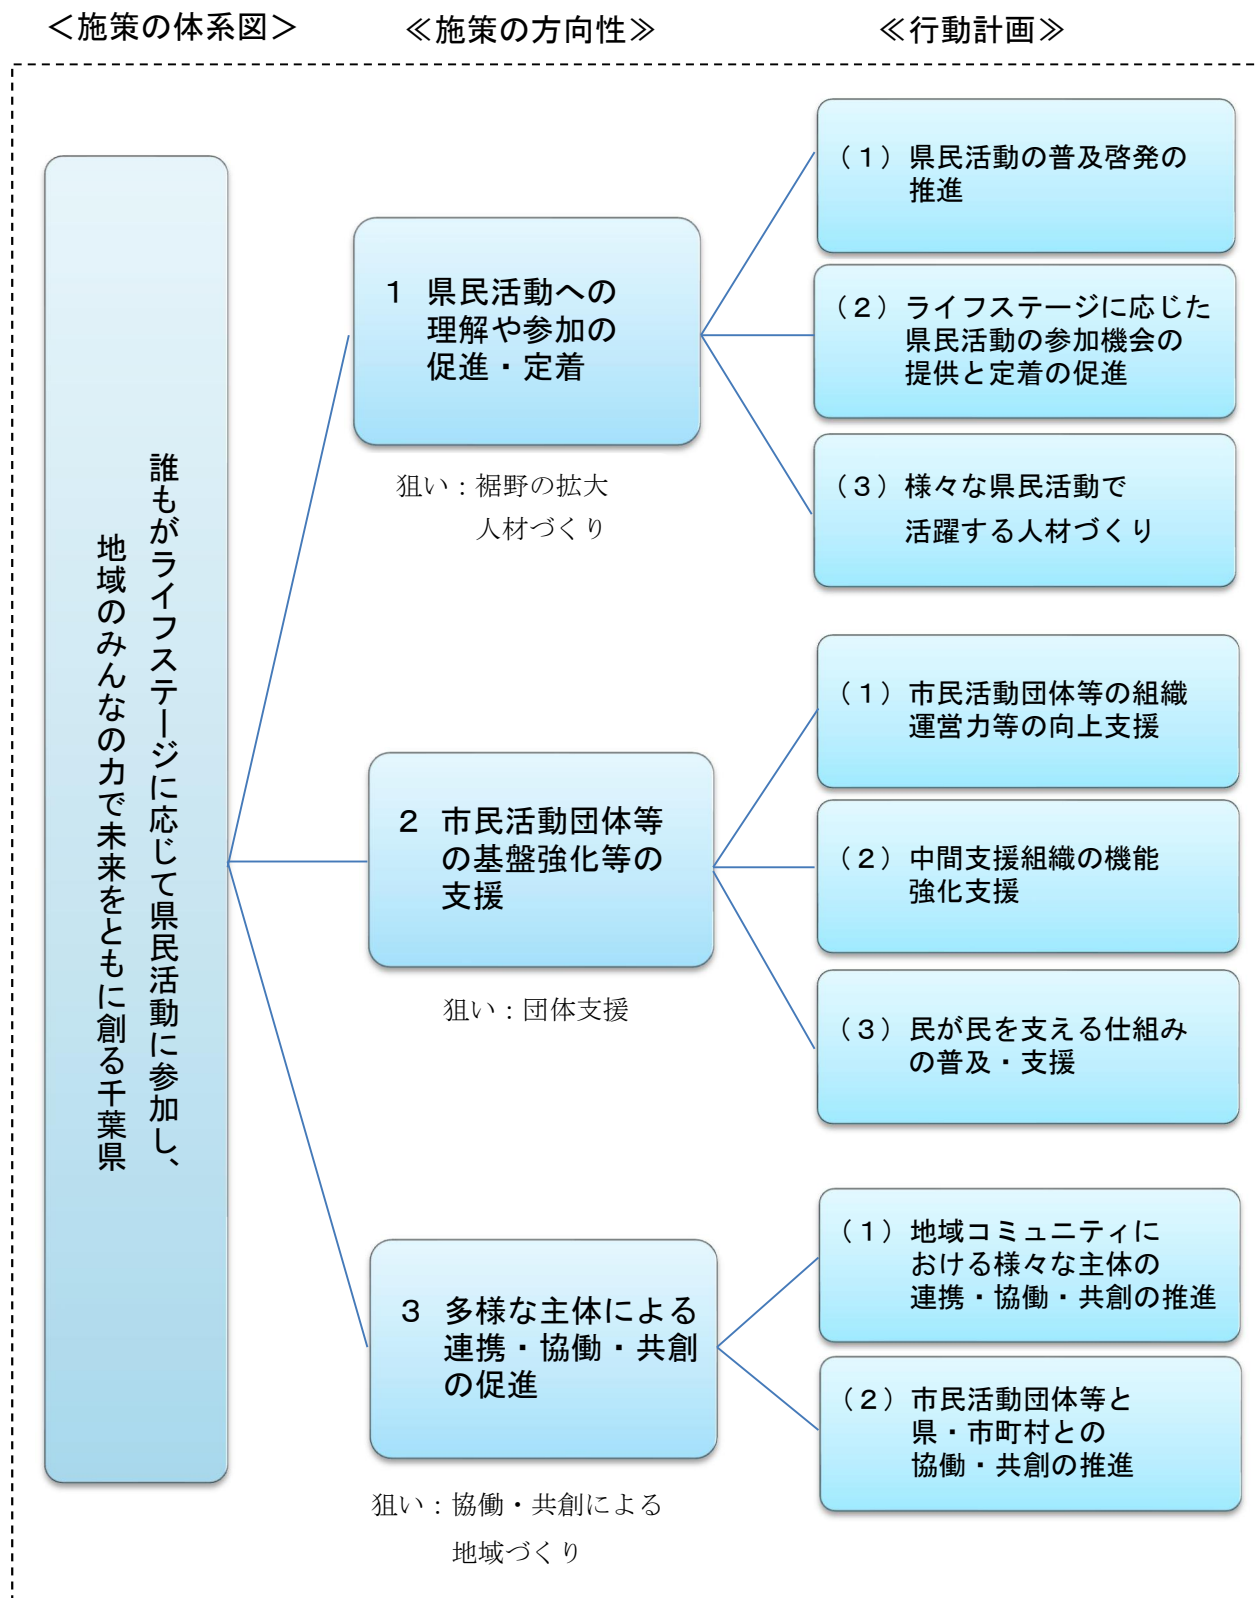 ＜施策の体系図＞
≪施策の方向性≫
≪行動計画≫
誰もがライフステージに応じて県民活動に参加し、
地域のみんなの力で未来をともに創る千葉県
１　県民活動への
理解や参加の
促進・定着
狙い：裾野の拡大
人材づくり
（１）県民活動の普及啓発の
推進
（２）ライフステージに応じた
県民活動の参加機会の
提供と定着の促進
（３）様々な県民活動で
活躍する人材づくり
２　市民活動団体等
の基盤強化等の
支援
狙い：団体支援
（１）市民活動団体等の組織
運営力等の向上支援
（２）中間支援組織の機能
強化支援
（３）民が民を支える仕組み
の普及・支援
３　多様な主体による
連携・協働・共創
の促進
狙い：協働・共創による
地域づくり
（１）地域コミュニティに
おける様々な主体の
連携・協働・共創の推進
（２）市民活動団体等と
県・市町村との
協働・共創の推進